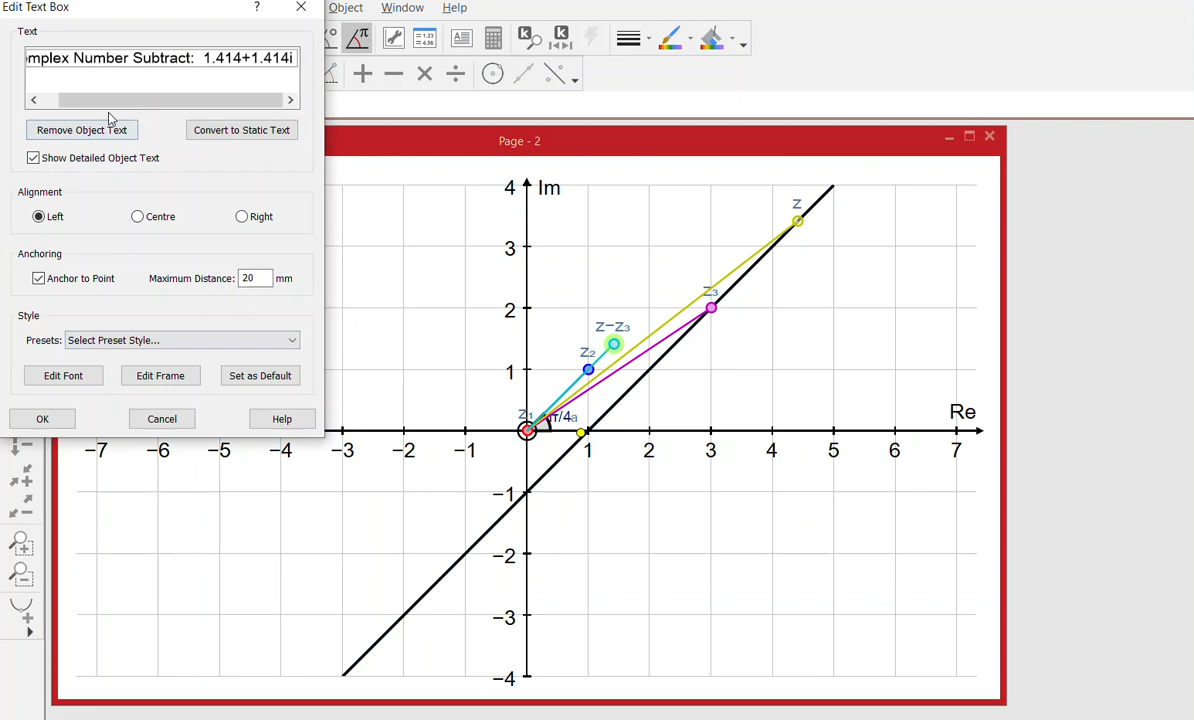 Edit Text Box
?
Object Window Help
Text
mplex Number Subtract: 1.414+1.414i
Remove Object Text
Convert to Static Text
Show Detailed Object Text
Alignment
Left
Centre
Right
Anchoring
Anchor to Point
Maximum Distance: 20 mm
Style
Presets: Select Preset Style...
Edit Font
Edit Frame
Set as Default
OK
Cancel
Help
Page - 2
4 Im
z
3
z₃
2
z−z₃
z₂
1
z₁
π/4a
Re
−7 −6 −5 −4 −3 −2 −1 1 2 3 4 5 6 7
−1
−2
−3
−4